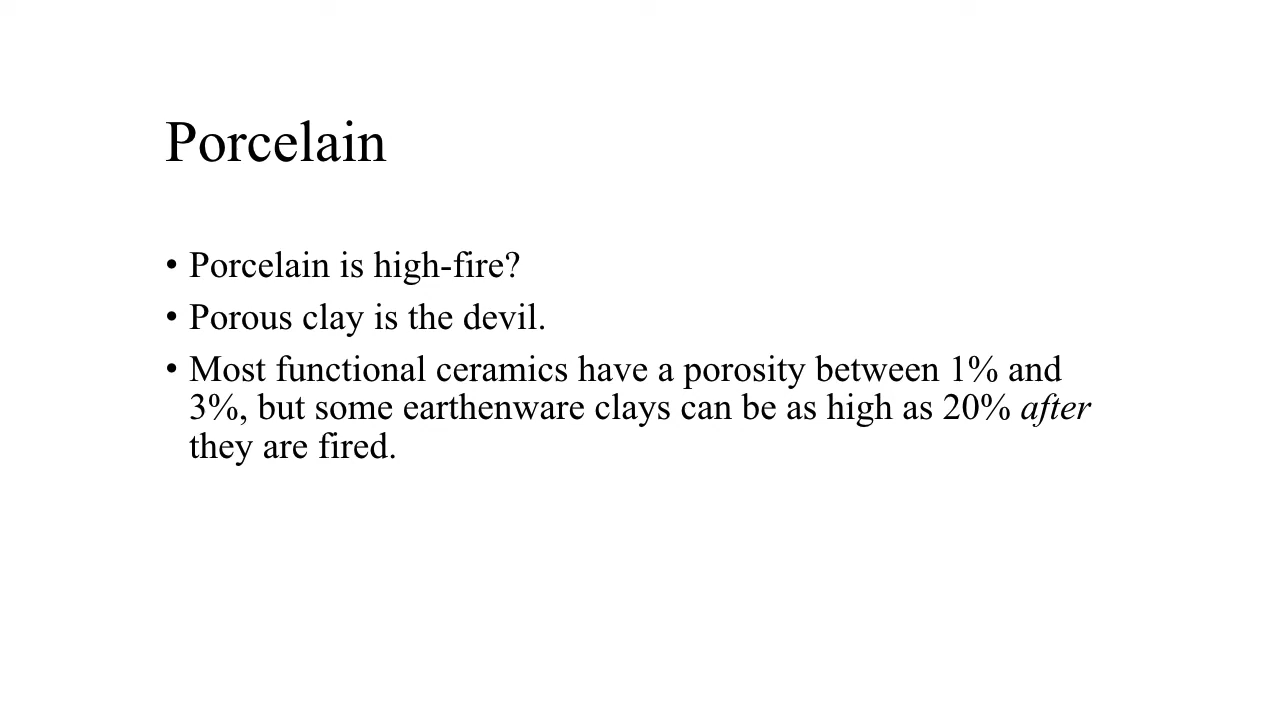 Porcelain
• Porcelain is high-fire?
• Porous clay is the devil.
• Most functional ceramics have a porosity between 1% and
3%, but some earthenware clays can be as high as 20% after
they are fired.